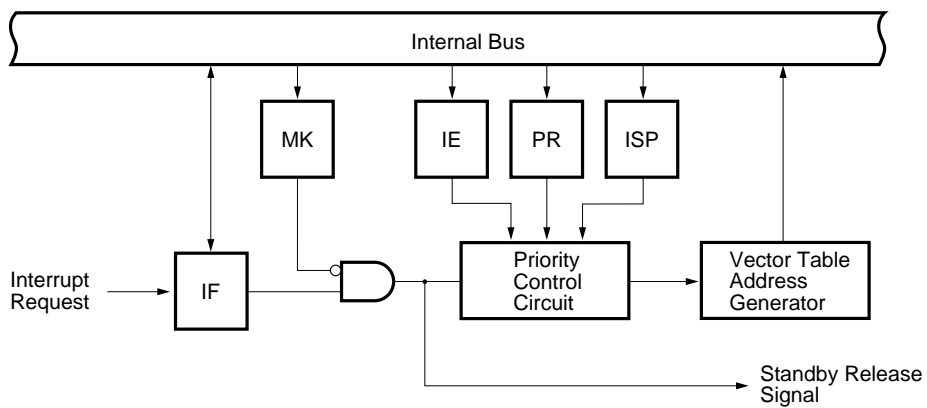 Internal Bus
MK
IE
PR
ISP
Interrupt
Request
IF
Priority
Control
Circuit
Vector Table
Address
Generator
Standby Release
Signal